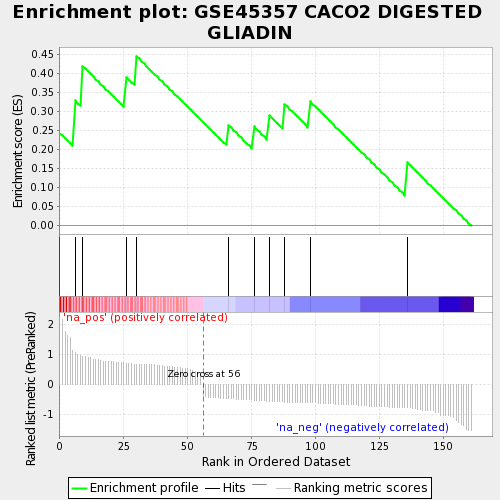 Enrichment plot: GSE45357 CACO2 DIGESTED
GLIADIN
Enrichment score (ES)
0.45
0.40
0.35
0.30
0.25
0.20
0.15
0.10
0.05
0.00
'na_pos' (positively correlated)
Ranked list metric (PreRanked)
2
1
0
-1
Zero cross at 56
'na_neg' (negatively correlated)
0 25 50 75 100 125 150
Rank in Ordered Dataset
Enrichment profile Hits Ranking metric scores